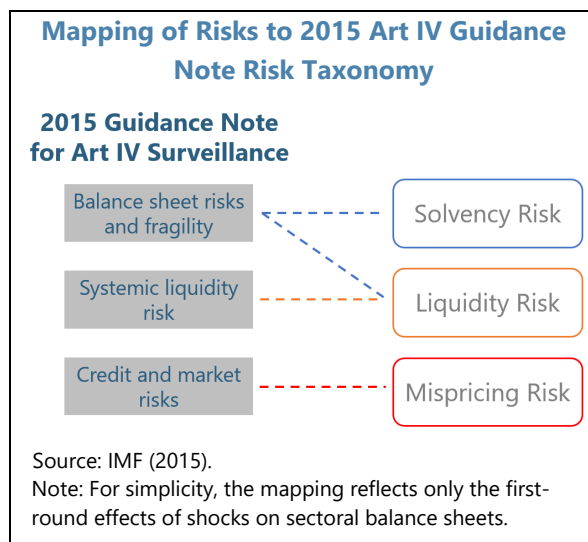 Mapping of Risks to 2015 Art IV Guidance
Note Risk Taxonomy
2015 Guidance Note
for Art IV Surveillance
Balance sheet risks
and fragility
Solvency Risk
Systemic liquidity
risk
Liquidity Risk
Credit and market
risks
Mispricing Risk
Source: IMF (2015).
Note: For simplicity, the mapping reflects only the first-
round effects of shocks on sectoral balance sheets.